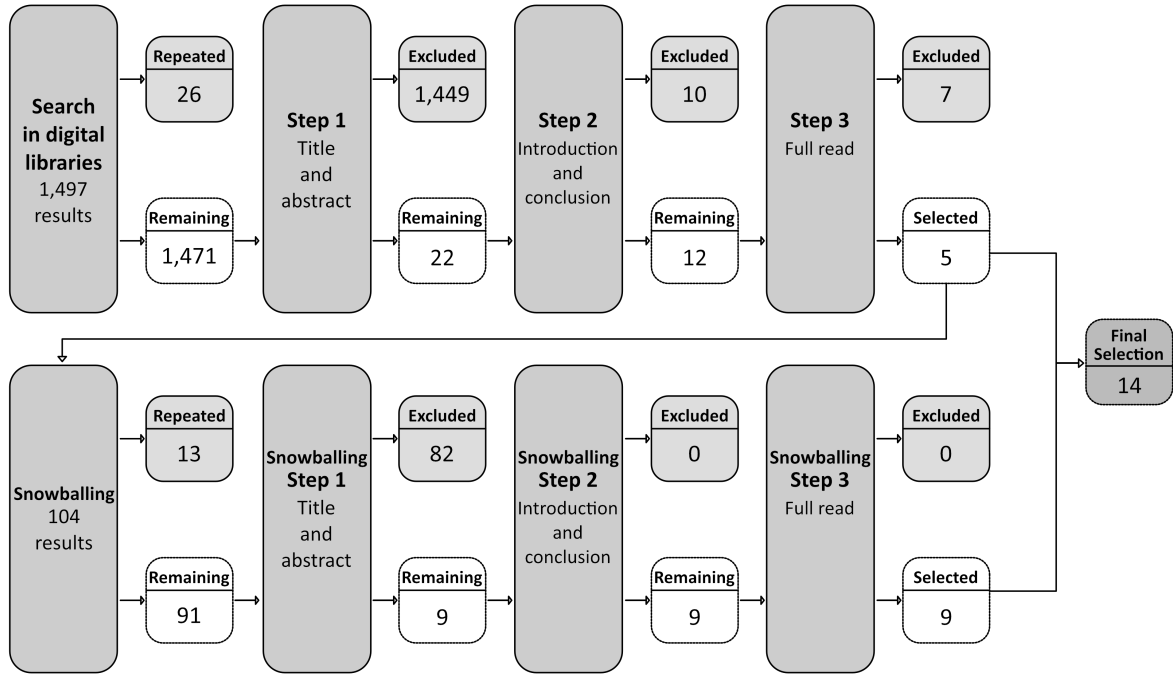 Search
in digital
libraries
1,497
results
Repeated
26
Remaining
1,471
Step 1
Title
and
abstract
Excluded
1,449
Remaining
22
Step 2
Introduction
and
conclusion
Excluded
10
Remaining
12
Step 3
Full read
Excluded
7
Selected
5
Final
Selection
14
Snowballing
104
results
Repeated
13
Remaining
91
Snowballing
Step 1
Title
and
abstract
Excluded
82
Remaining
9
Snowballing
Step 2
Introduction
and
conclusion
Excluded
0
Remaining
9
Snowballing
Step 3
Full read
Excluded
0
Selected
9